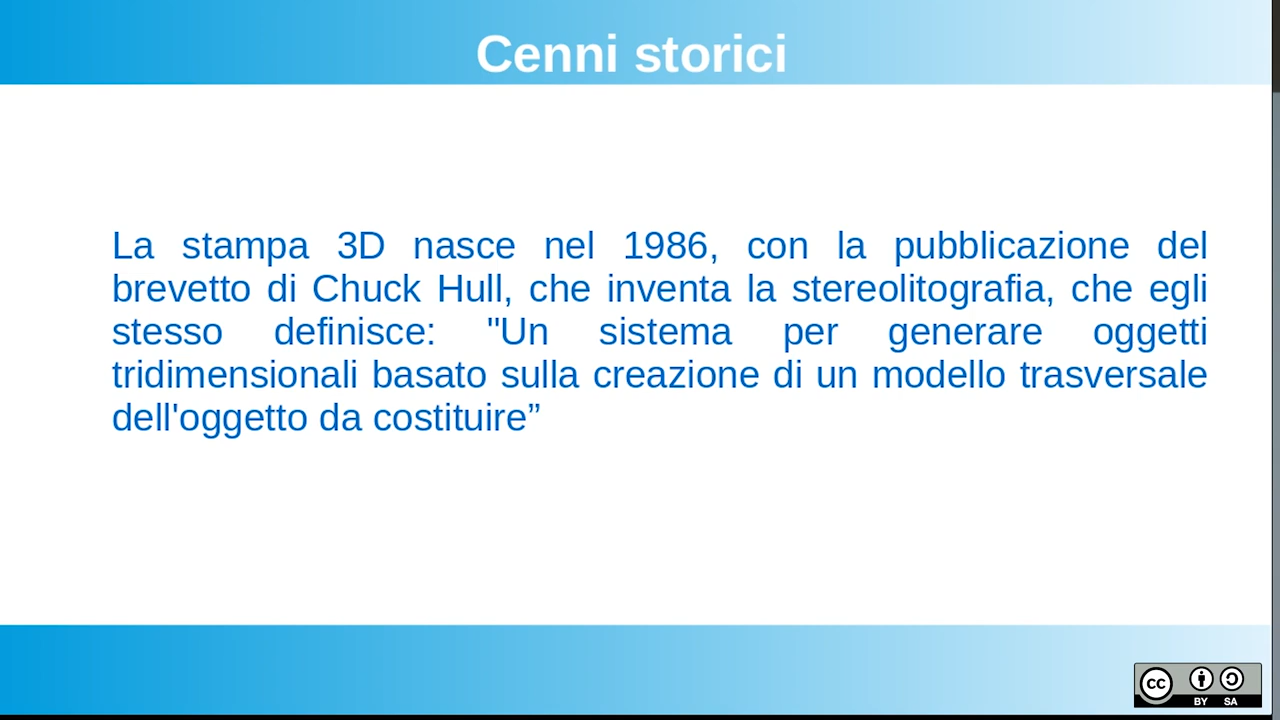 Cenni storici
La stampa 3D nasce nel 1986, con la pubblicazione del
brevetto di Chuck Hull, che inventa la stereolitografia, che egli
stesso definisce: "Un sistema per generare oggetti
tridimensionali basato sulla creazione di un modello trasversale
dell'oggetto da costituire”
cc
BY SA